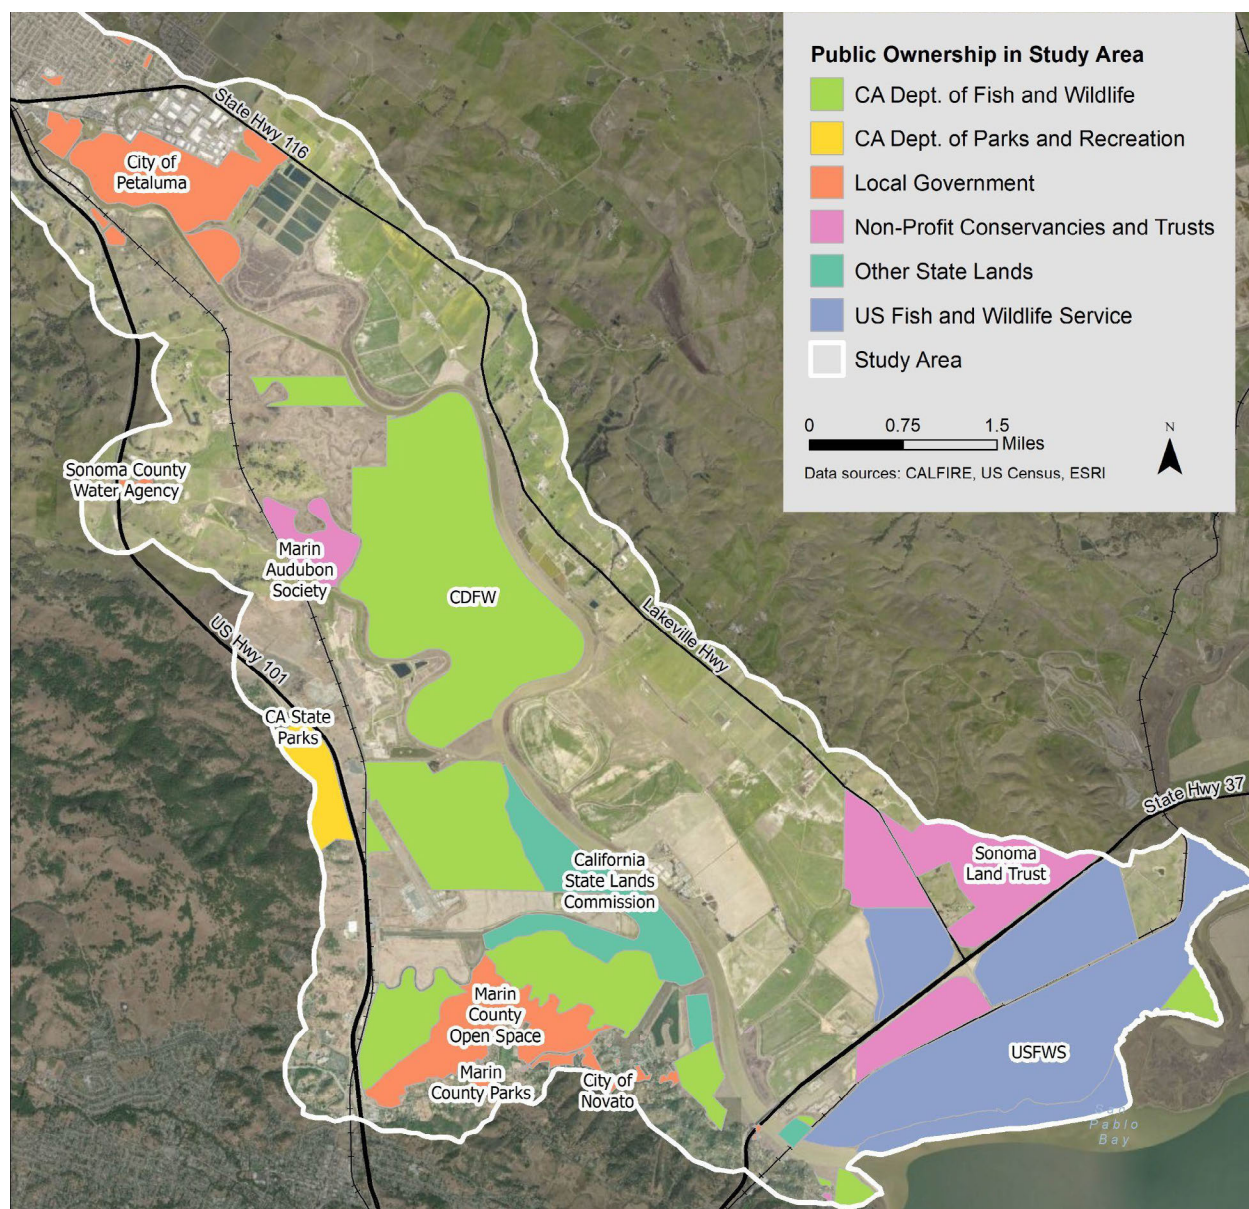 Public Ownership in Study Area
CA Dept. of Fish and Wildlife
CA Dept. of Parks and Recreation
Local Government
Non-Profit Conservancies and Trusts
Other State Lands
US Fish and Wildlife Service
Study Area
0 0.75 1.5
Miles
N
Data sources: CALFIRE, US Census, ESRI
State Hwy 116
City of
Petaluma
Sonoma County
Water Agency
Marin
Audubon
Society
CDFW
US Hwy 101
Lakeville Hwy
CA State
Parks
State Hwy 37
California
State Lands
Commission
Sonoma
Land Trust
Marin
County
Open Space
USFWS
Marin
County Parks
City of
Novato
San
Pablo
Bay